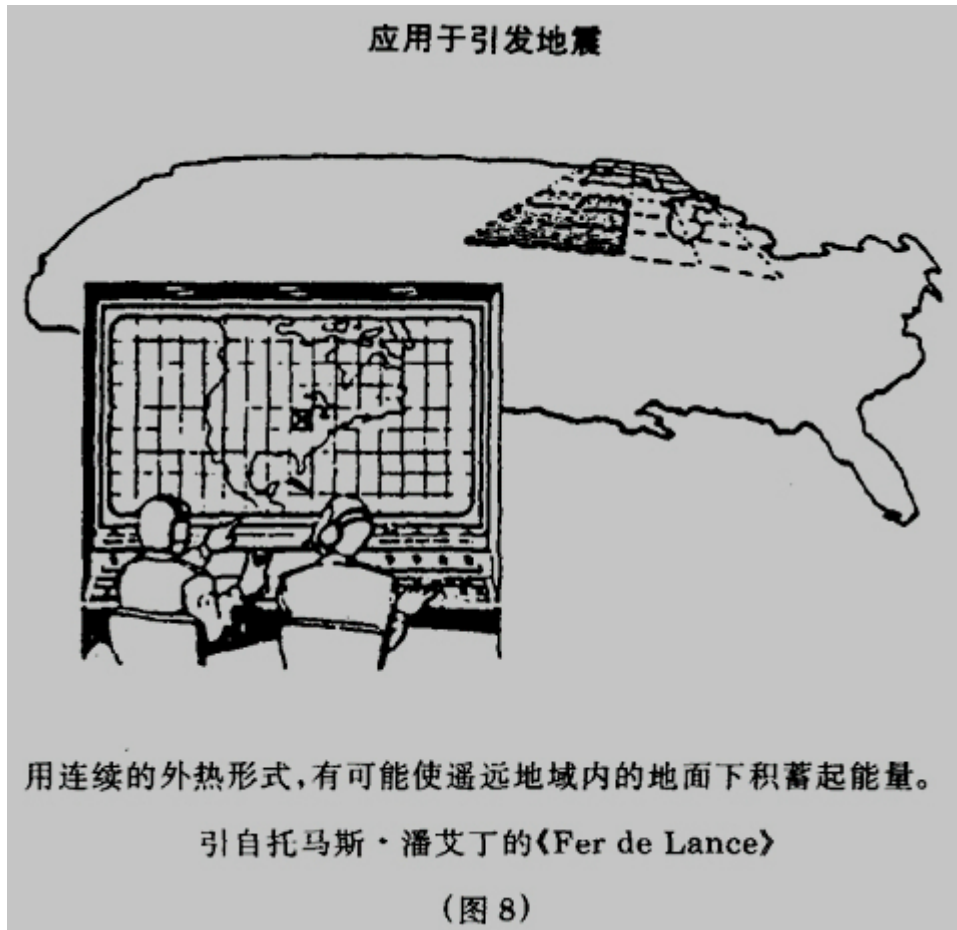 应用于引发地震
用连续的外热形式,有可能使遥远地域内的地面下积蓄起能量。
引自托马斯·潘艾丁的《Fer de Lance》
(图 8)